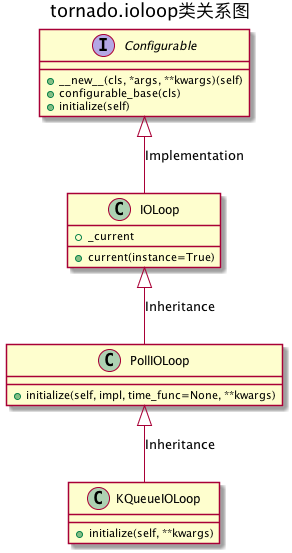 tornado.ioloop类关系图
I Configurable
__new__(cls, *args, **kwargs)(self)
configurable_base(cls)
initialize(self)
Implementation
C IOLoop
_current
current(instance=True)
Inheritance
C PollIOLoop
initialize(self, impl, time_func=None, **kwargs)
Inheritance
C KQueueIOLoop
initialize(self, **kwargs)